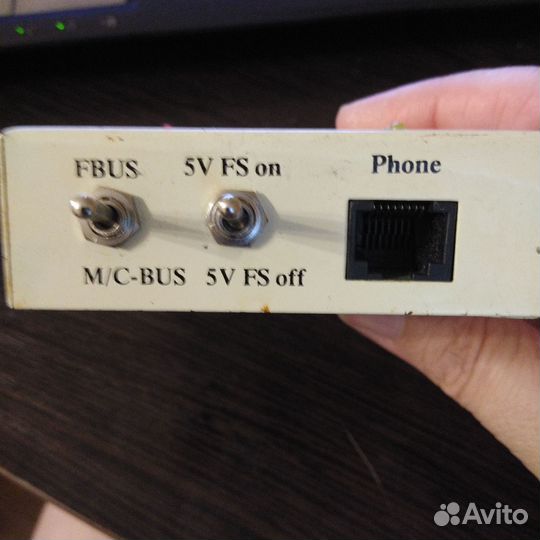 FBUS 5V FS on Phone
M/C-BUS 5V FS off
Avito